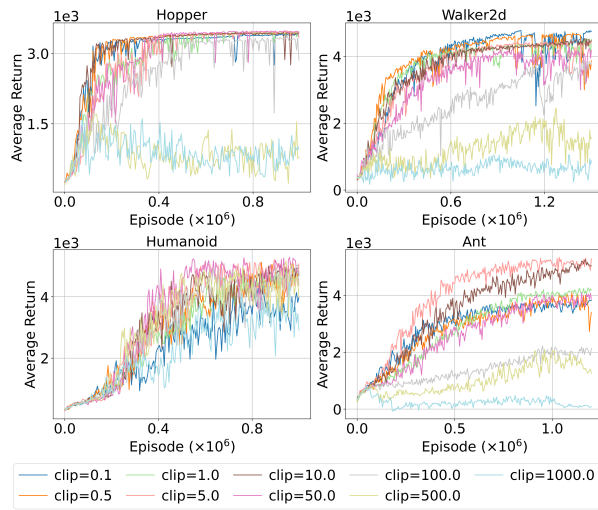 Hopper
1e3
3.0
1.5
Average Return
0.0 0.4 0.8
Episode (×10⁶)
Walker2d
1e3
4
2
0
Average Return
0.0 0.6 1.2
Episode (×10⁶)
Humanoid
1e3
4
2
Average Return
0.0 0.4 0.8
Episode (×10⁶)
Ant
1e3
4
2
0
Average Return
0.0 0.5 1.0
Episode (×10⁶)
clip=0.1 clip=1.0 clip=10.0 clip=100.0 clip=1000.0
clip=0.5 clip=5.0 clip=50.0 clip=500.0